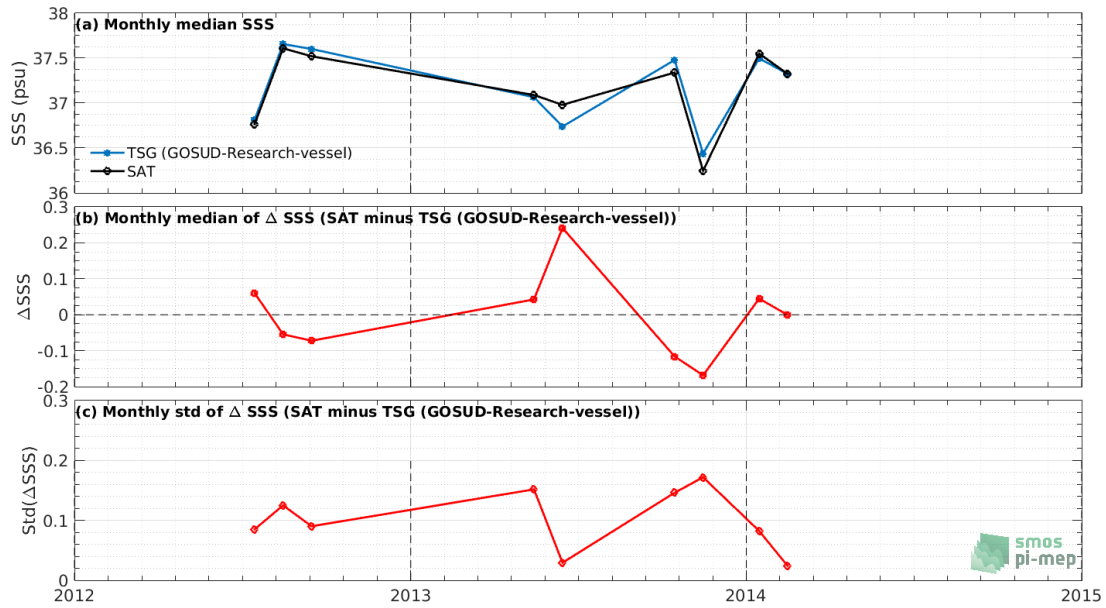 (a) Monthly median SSS
37.5
37
36.5
36
SSS (psu)
TSG (GOSUD-Research-vessel)
SAT
(b) Monthly median of Δ SSS (SAT minus TSG (GOSUD-Research-vessel))
0.3
0.2
0.1
0
-0.1
-0.2
ΔSSS
(c) Monthly std of Δ SSS (SAT minus TSG (GOSUD-Research-vessel))
0.3
0.2
0.1
0
Std(ΔSSS)
38
2012
2013
2014
2015
smos
pi-mep